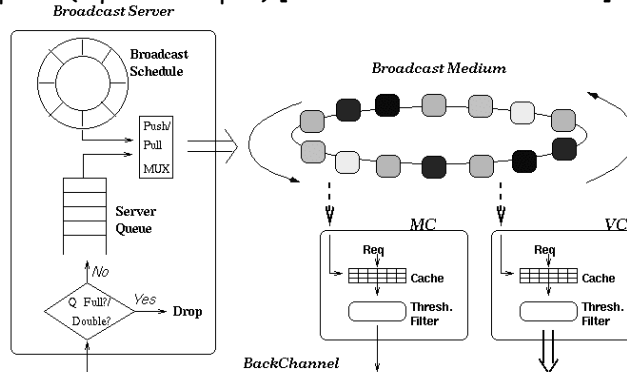 Broadcast Server
Broadcast
Schedule
Broadcast Medium
Push/
Pull
MUX
Server
Queue
MC
VC
No
Req
Req
Cache
Cache
Q Full?/
Double?
Yes
Drop
Thresh.
Filter
Thresh.
Filter
BackChannel